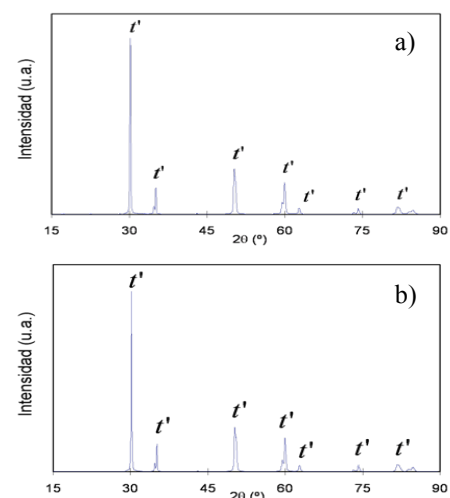 t'
a)
Intensidad (u.a.)
t'
t'
t'
t'
t'
t'
15
30
45
60
75
90
2θ (º)
b)
t'
Intensidad (u.a.)
t'
t'
t'
t'
t'
t'
15
30
45
60
75
90
2θ (º)